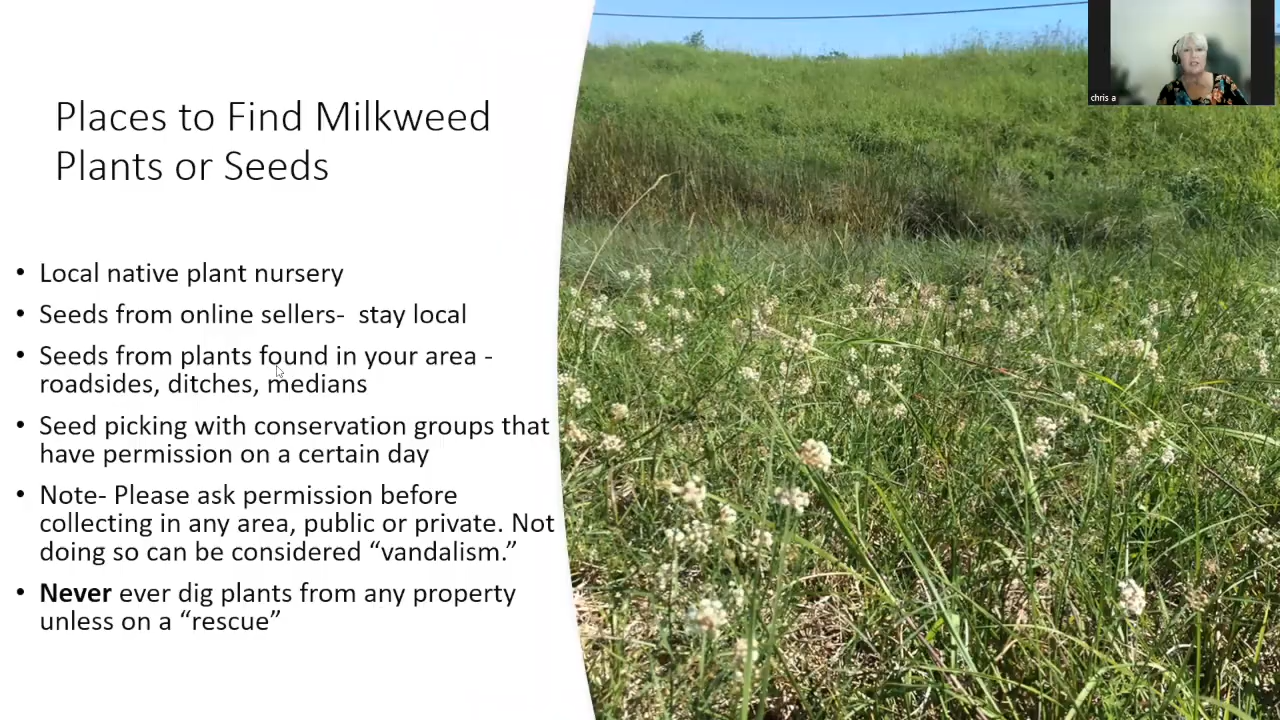 Places to Find Milkweed
Plants or Seeds
• Local native plant nursery
• Seeds from online sellers-  stay local
• Seeds from plants found in your area -
roadsides, ditches, medians
• Seed picking with conservation groups that
have permission on a certain day
• Note- Please ask permission before
collecting in any area, public or private. Not
doing so can be considered “vandalism.”
• Never ever dig plants from any property
unless on a “rescue”
chris a